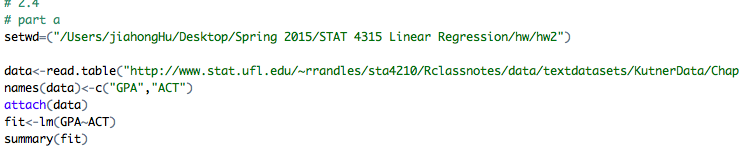 # 2.4
# part a
setwd=("/Users/jiahongHu/Desktop/Spring 2015/STAT 4315 Linear Regression/hw/hw2")
data<-read.table("http://www.stat.ufl.edu/~rrandles/sta4210/Rclassnotes/data/textdatasets/KutnerData/Chap
names(data)<-c("GPA","ACT")
attach(data)
fit<-lm(GPA~ACT)
summary(fit)